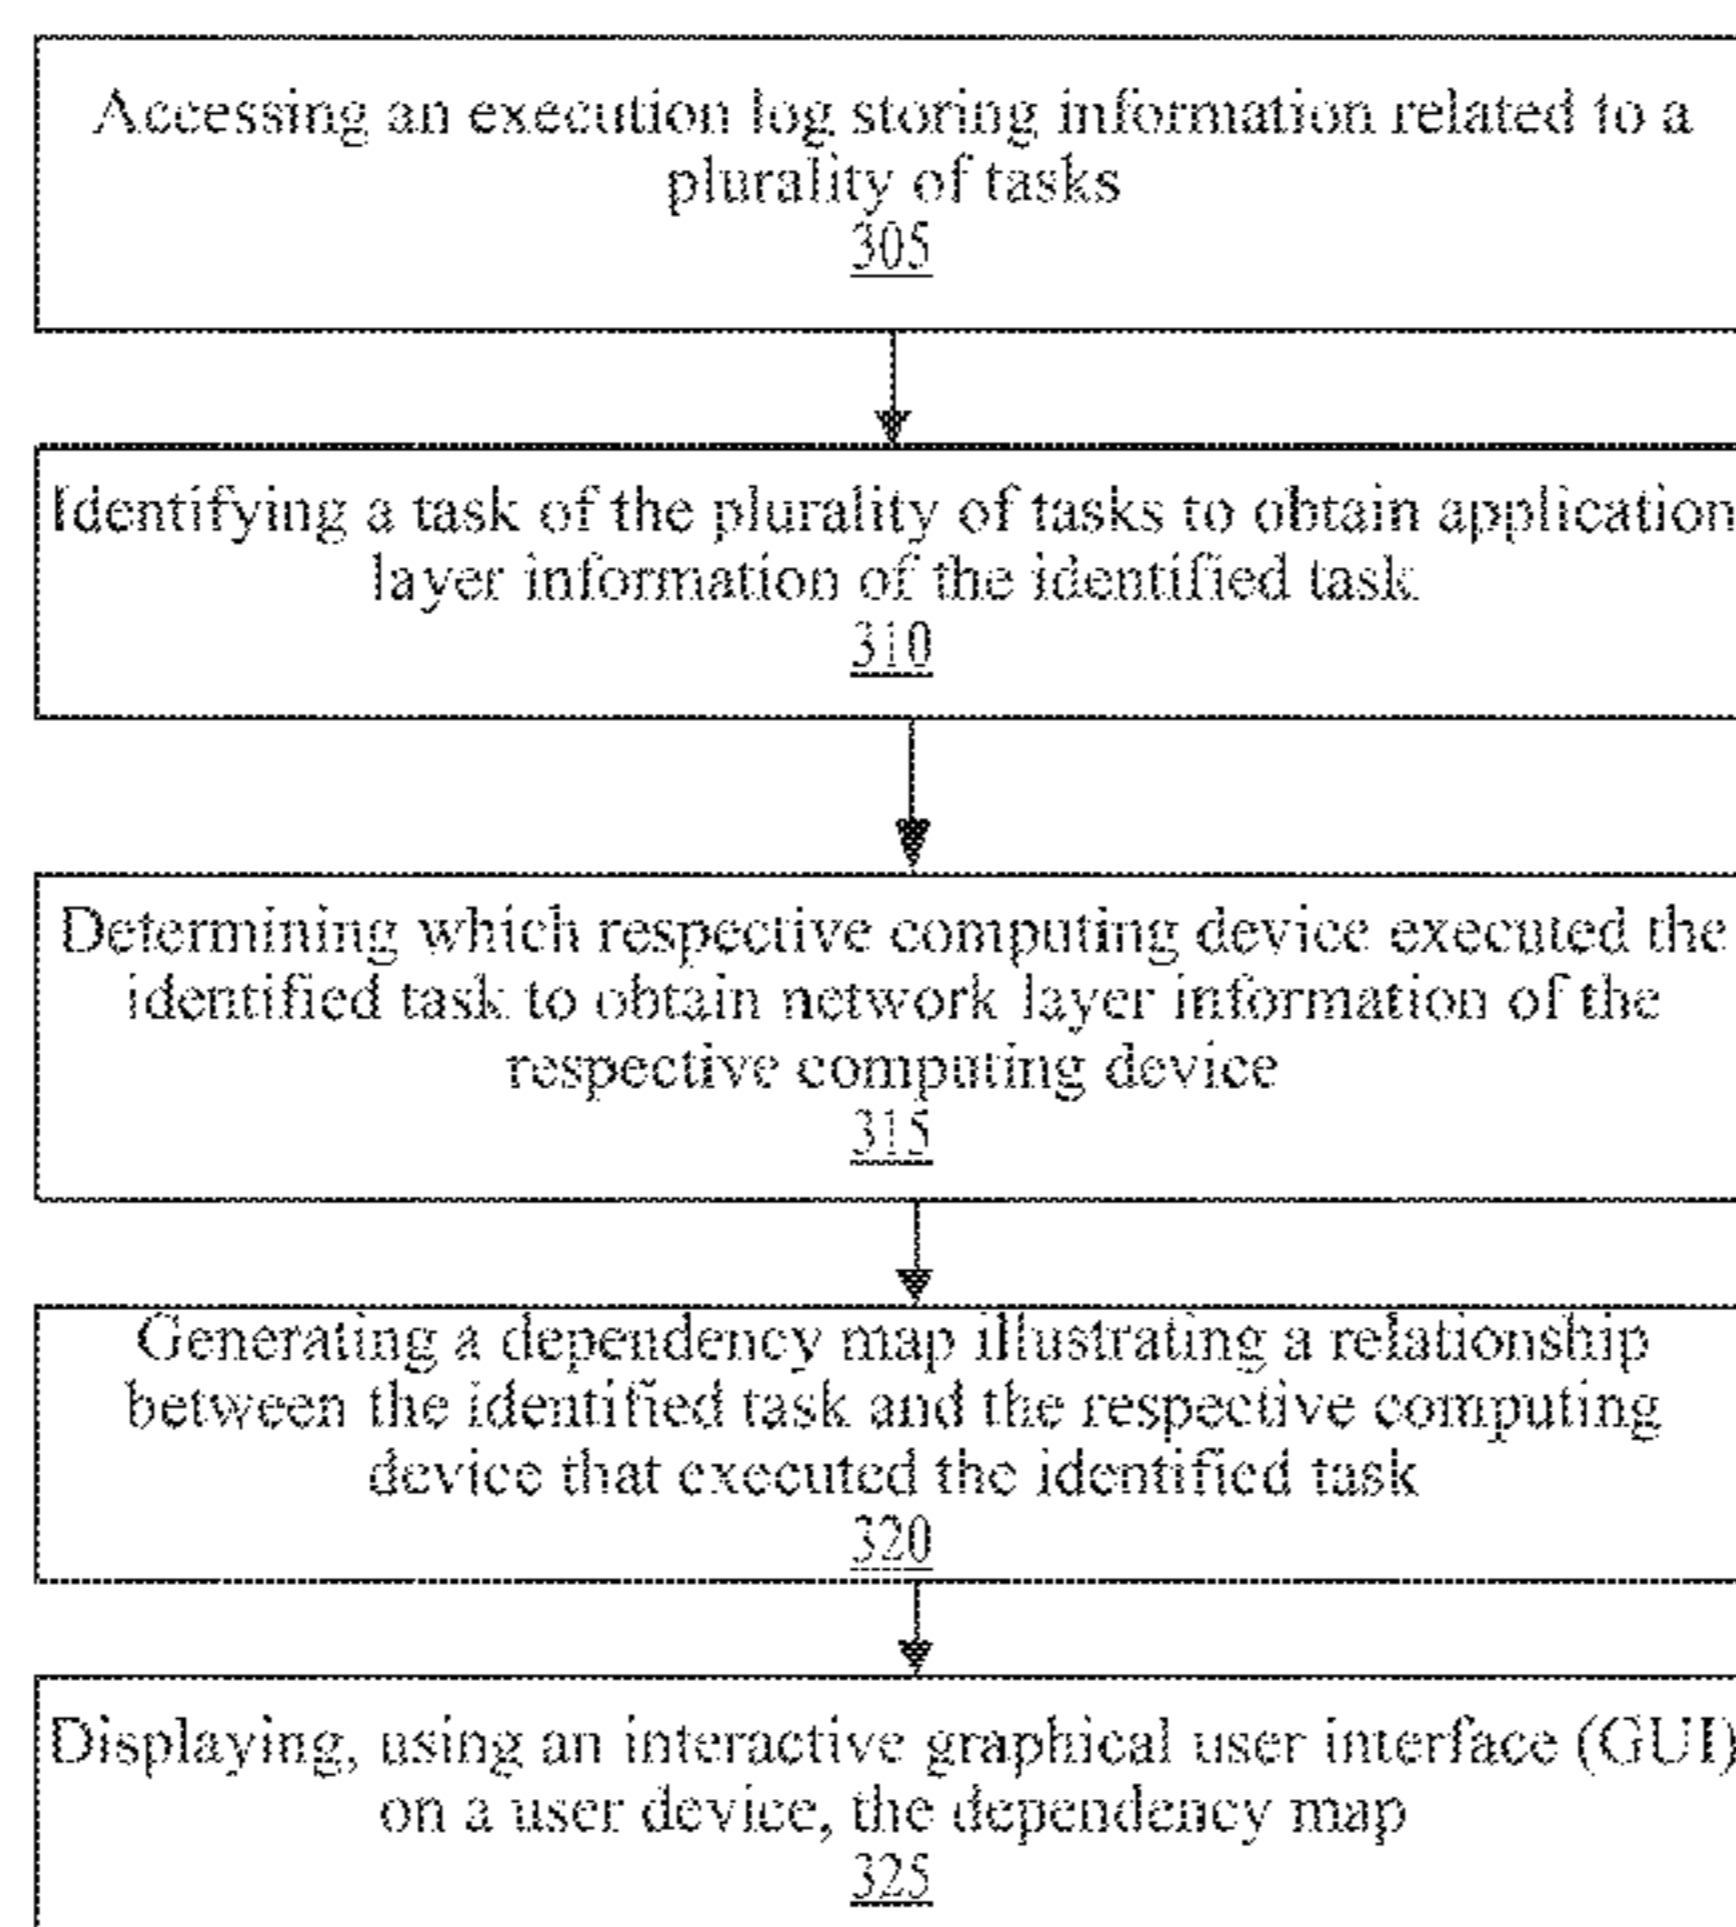 Accessing an execution log storing information related to a
plurality of tasks
305
Identifying a task of the plurality of tasks to obtain application
layer information of the identified task
310
Determining which respective computing device executed the
identified task to obtain network layer information of the
respective computing device
315
Generating a dependency map illustrating a relationship
between the identified task and the respective computing
device that executed the identified task
320
Displaying, using an interactive graphical user interface (GUI)
on a user device, the dependency map
325